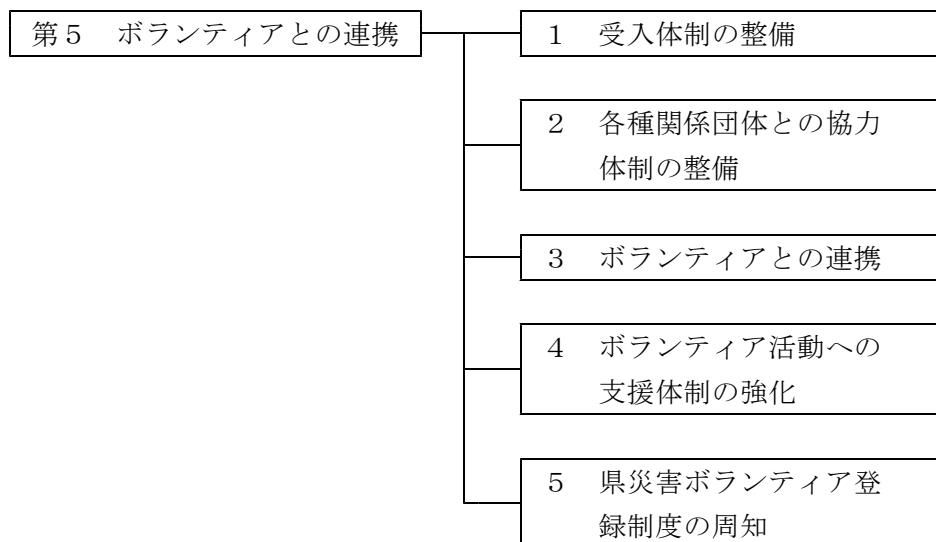 第５　ボランティアとの連携
１　受入体制の整備
２　各種関係団体との協力
体制の整備
３　ボランティアとの連携
４　ボランティア活動への
支援体制の強化
５　県災害ボランティア登
録制度の周知